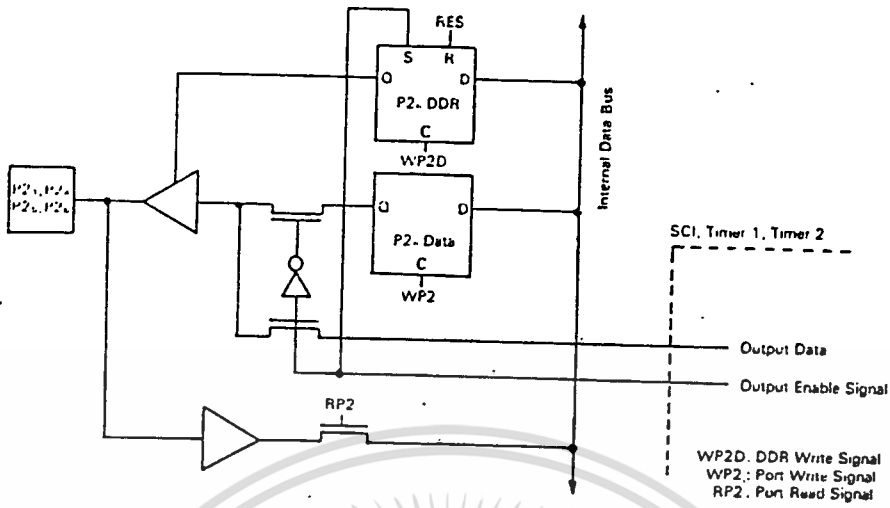 RES
S R
Q D
P2. DDR
C
WP2D
Internal Data Bus
Q D
P2. Data
C
WP2
SCI, Timer 1, Timer 2
Output Data
Output Enable Signal
RP2
WP2D. DDR Write Signal
WP2,: Port Write Signal
RP2. Port Read Signal